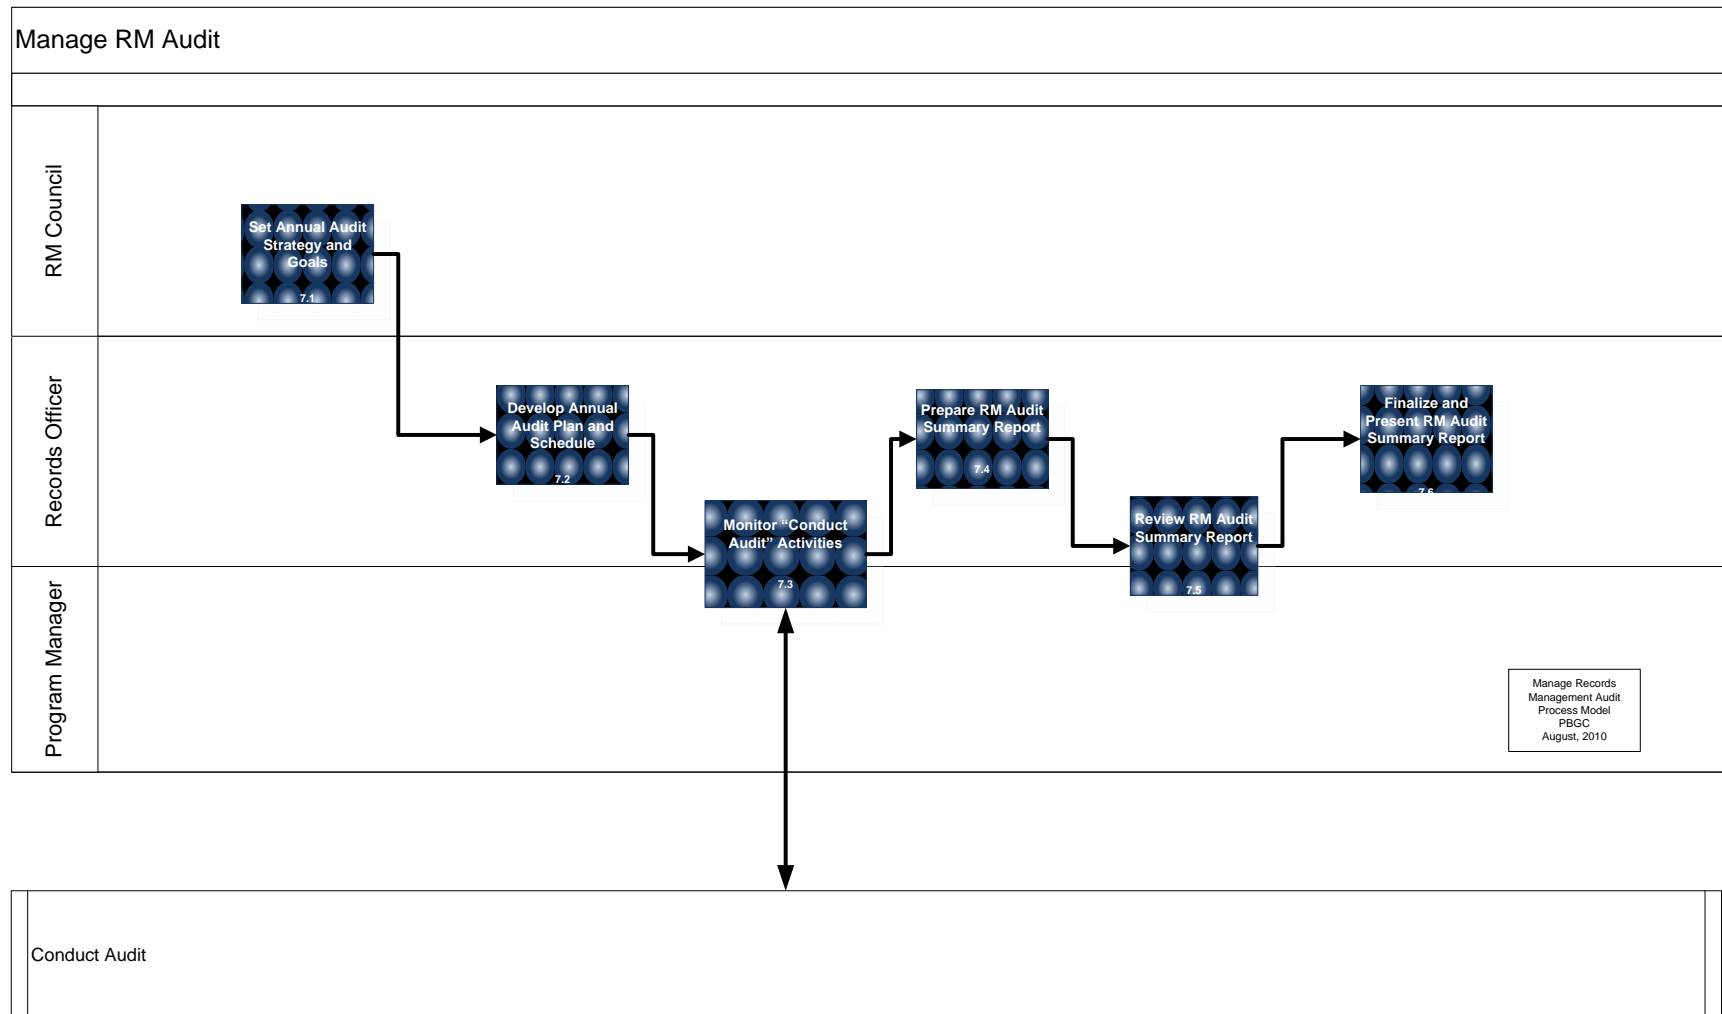 Manage RM Audit
RM Council
Set Annual Audit
Strategy and
Goals
7.1
Records Officer
Develop Annual
Audit Plan and
Schedule
7.2
Monitor “Conduct
Audit” Activities
7.3
Prepare RM Audit
Summary Report
7.4
Review RM Audit
Summary Report
7.5
Finalize and
Present RM Audit
Summary Report
7.6
Program Manager
Manage Records
Management Audit
Process Model
PBGC
August, 2010
Conduct Audit